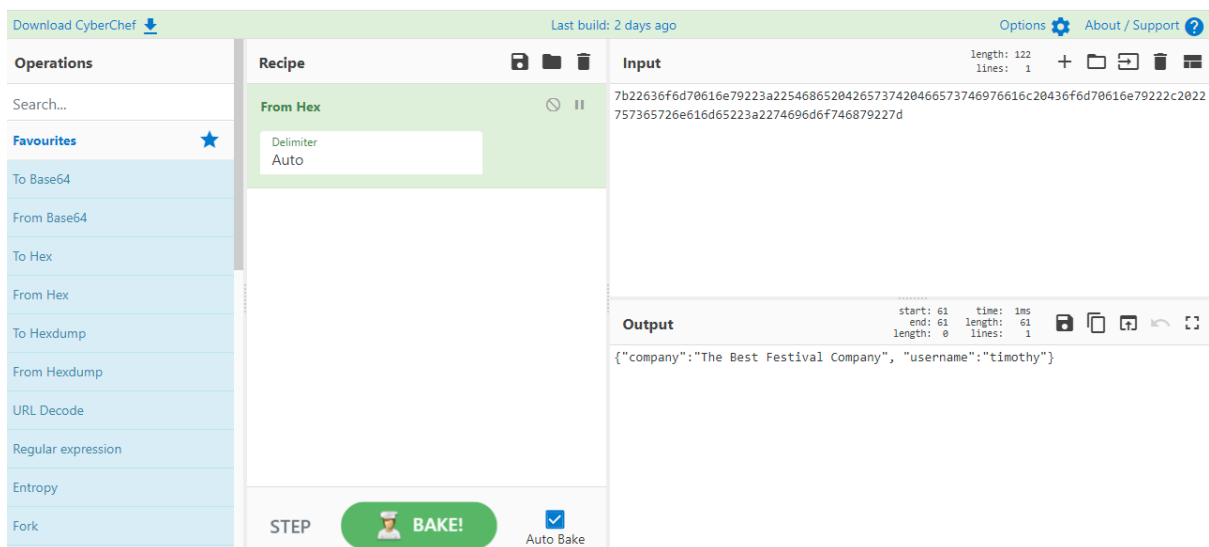 Download CyberChef
Last build: 2 days ago
Options
About / Support
Operations
Search...
Favourites
To Base64
From Base64
To Hex
From Hex
To Hexdump
From Hexdump
URL Decode
Regular expression
Entropy
Fork
Recipe
From Hex
Delimiter
Auto
STEP
BAKE!
Auto Bake
Input
length: 122
lines: 1
7b22636f6d70616e79223a22546865204265737420466573746976616c20436f6d70616e79222c2022
757365726e616d65223a2274696d6f746879227d
Output
start: 61 time: 1ms
end: 61 length: 61
length: 0 lines: 1
{"company":"The Best Festival Company", "username":"timothy"}